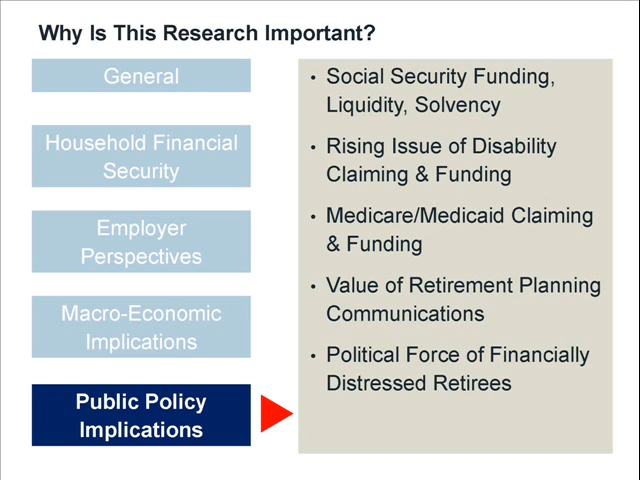 Why Is This Research Important?
General
Household Financial
Security
Employer
Perspectives
Macro-Economic
Implications
Public Policy
Implications
• Social Security Funding,
Liquidity, Solvency
• Rising Issue of Disability
Claiming & Funding
• Medicare/Medicaid Claiming
& Funding
• Value of Retirement Planning
Communications
• Political Force of Financially
Distressed Retirees